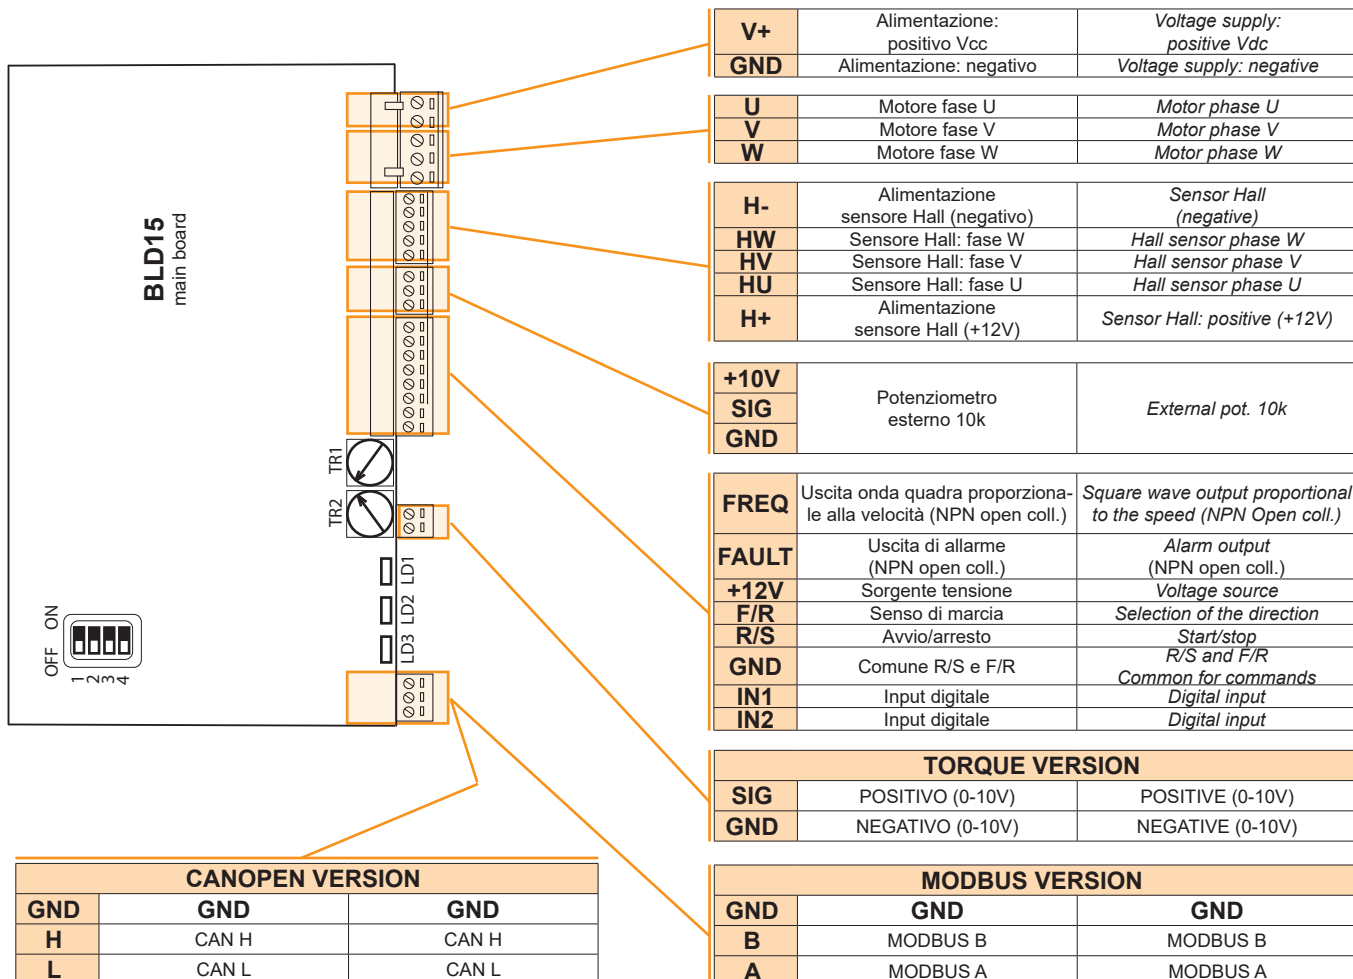 V+ Alimentazione: positivo Vcc Voltage supply: positive Vdc
GND Alimentazione: negativo Voltage supply: negative
U Motore fase U Motor phase U
V Motore fase V Motor phase V
W Motore fase W Motor phase W
H- Alimentazione sensore Hall (negativo) Sensor Hall (negative)
HW Sensore Hall: fase W Hall sensor phase W
HV Sensore Hall: fase V Hall sensor phase V
HU Sensore Hall: fase U Hall sensor phase U
H+ Alimentazione sensore Hall (+12V) Sensor Hall: positive (+12V)
+10V
SIG Potenziometro esterno 10k External pot. 10k
GND
FREQ Uscita onda quadra proporziona- le alla velocità (NPN open coll.) Square wave output proportional to the speed (NPN Open coll.)
FAULT Uscita di allarme (NPN open coll.) Alarm output (NPN open coll.)
+12V Sorgente tensione Voltage source
F/R Senso di marcia Selection of the direction
R/S Avvio/arresto Start/stop
GND Comune R/S e F/R R/S and F/R Common for commands
IN1 Input digitale Digital input
IN2 Input digitale Digital input
TORQUE VERSION
SIG POSITIVO (0-10V) POSITIVE (0-10V)
GND NEGATIVO (0-10V) NEGATIVE (0-10V)
MODBUS VERSION
GND GND GND
B MODBUS B MODBUS B
A MODBUS A MODBUS A
CANOPEN VERSION
GND GND GND
H CAN H CAN H
L CAN L CAN L
BLD15
main board
TR1
TR2
LD1
LD2
LD3
OFF ON
1
2
3
4